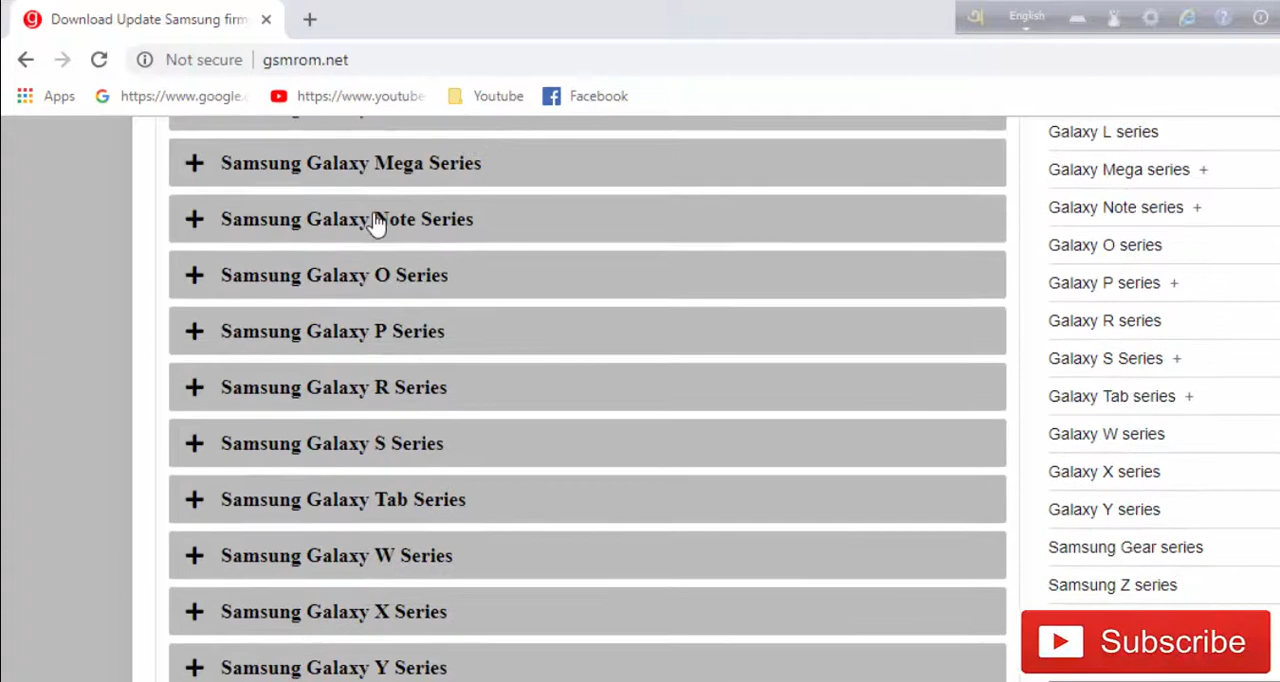 Download Update Samsung firm
English
Not secure
gsmrom.net
Apps
https://www.google.
https://www.youtube
Youtube
Facebook
Samsung Galaxy Mega Series
Samsung Galaxy Note Series
Samsung Galaxy O Series
Samsung Galaxy P Series
Samsung Galaxy R Series
Samsung Galaxy S Series
Samsung Galaxy Tab Series
Samsung Galaxy W Series
Samsung Galaxy X Series
Samsung Galaxy Y Series
Galaxy L series
Galaxy Mega series +
Galaxy Note series +
Galaxy O series
Galaxy P series +
Galaxy R series
Galaxy S Series +
Galaxy Tab series +
Galaxy W series
Galaxy X series
Galaxy Y series
Samsung Gear series
Samsung Z series
Subscribe